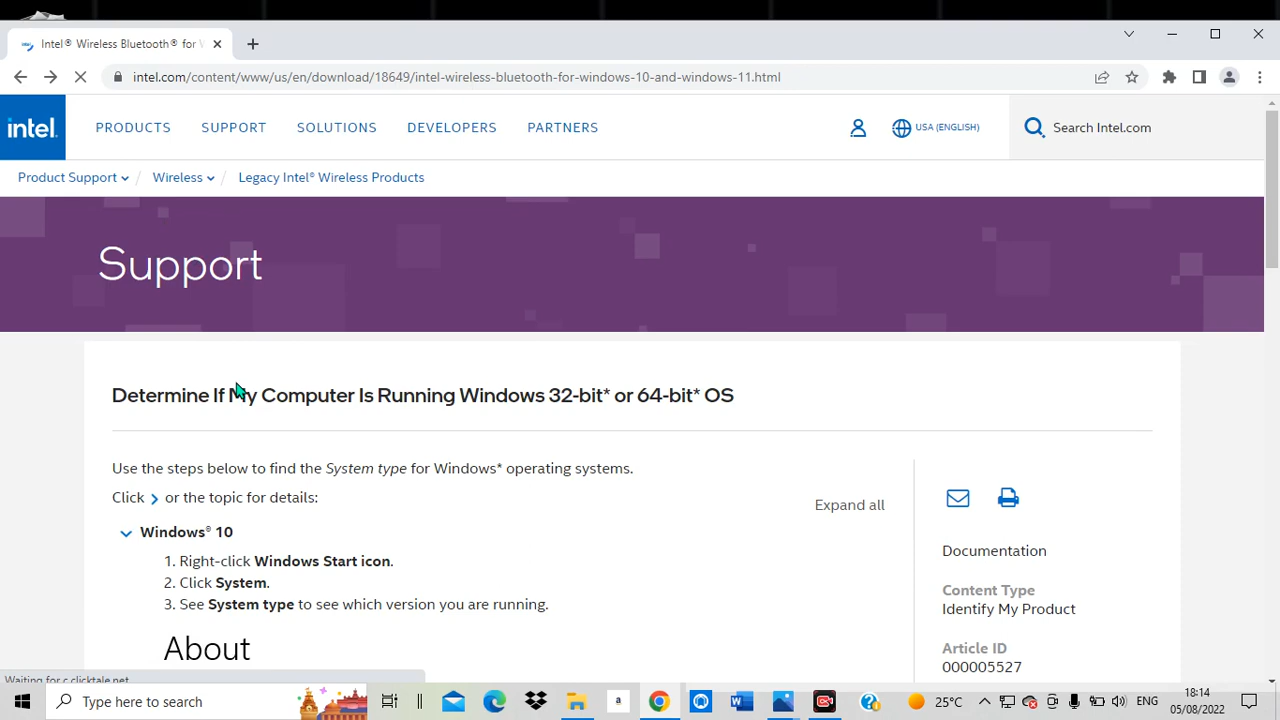 Intel® Wireless Bluetooth® for W
intel.com/content/www/us/en/download/18649/intel-wireless-bluetooth-for-windows-10-and-windows-11.html
intel. PRODUCTS SUPPORT SOLUTIONS DEVELOPERS PARTNERS USA (ENGLISH) Search Intel.com
Product Support / Wireless / Legacy Intel® Wireless Products
Support
Determine If My Computer Is Running Windows 32-bit* or 64-bit* OS
Use the steps below to find the System type for Windows* operating systems.
Click > or the topic for details:
Expand all
Windows® 10
1. Right-click Windows Start icon.
2. Click System.
3. See System type to see which version you are running.
About
Documentation
Content Type
Identify My Product
Article ID
000005527
Waiting for c.clicktale.net
Type here to search
a
25°C
ENG
18:14
05/08/2022